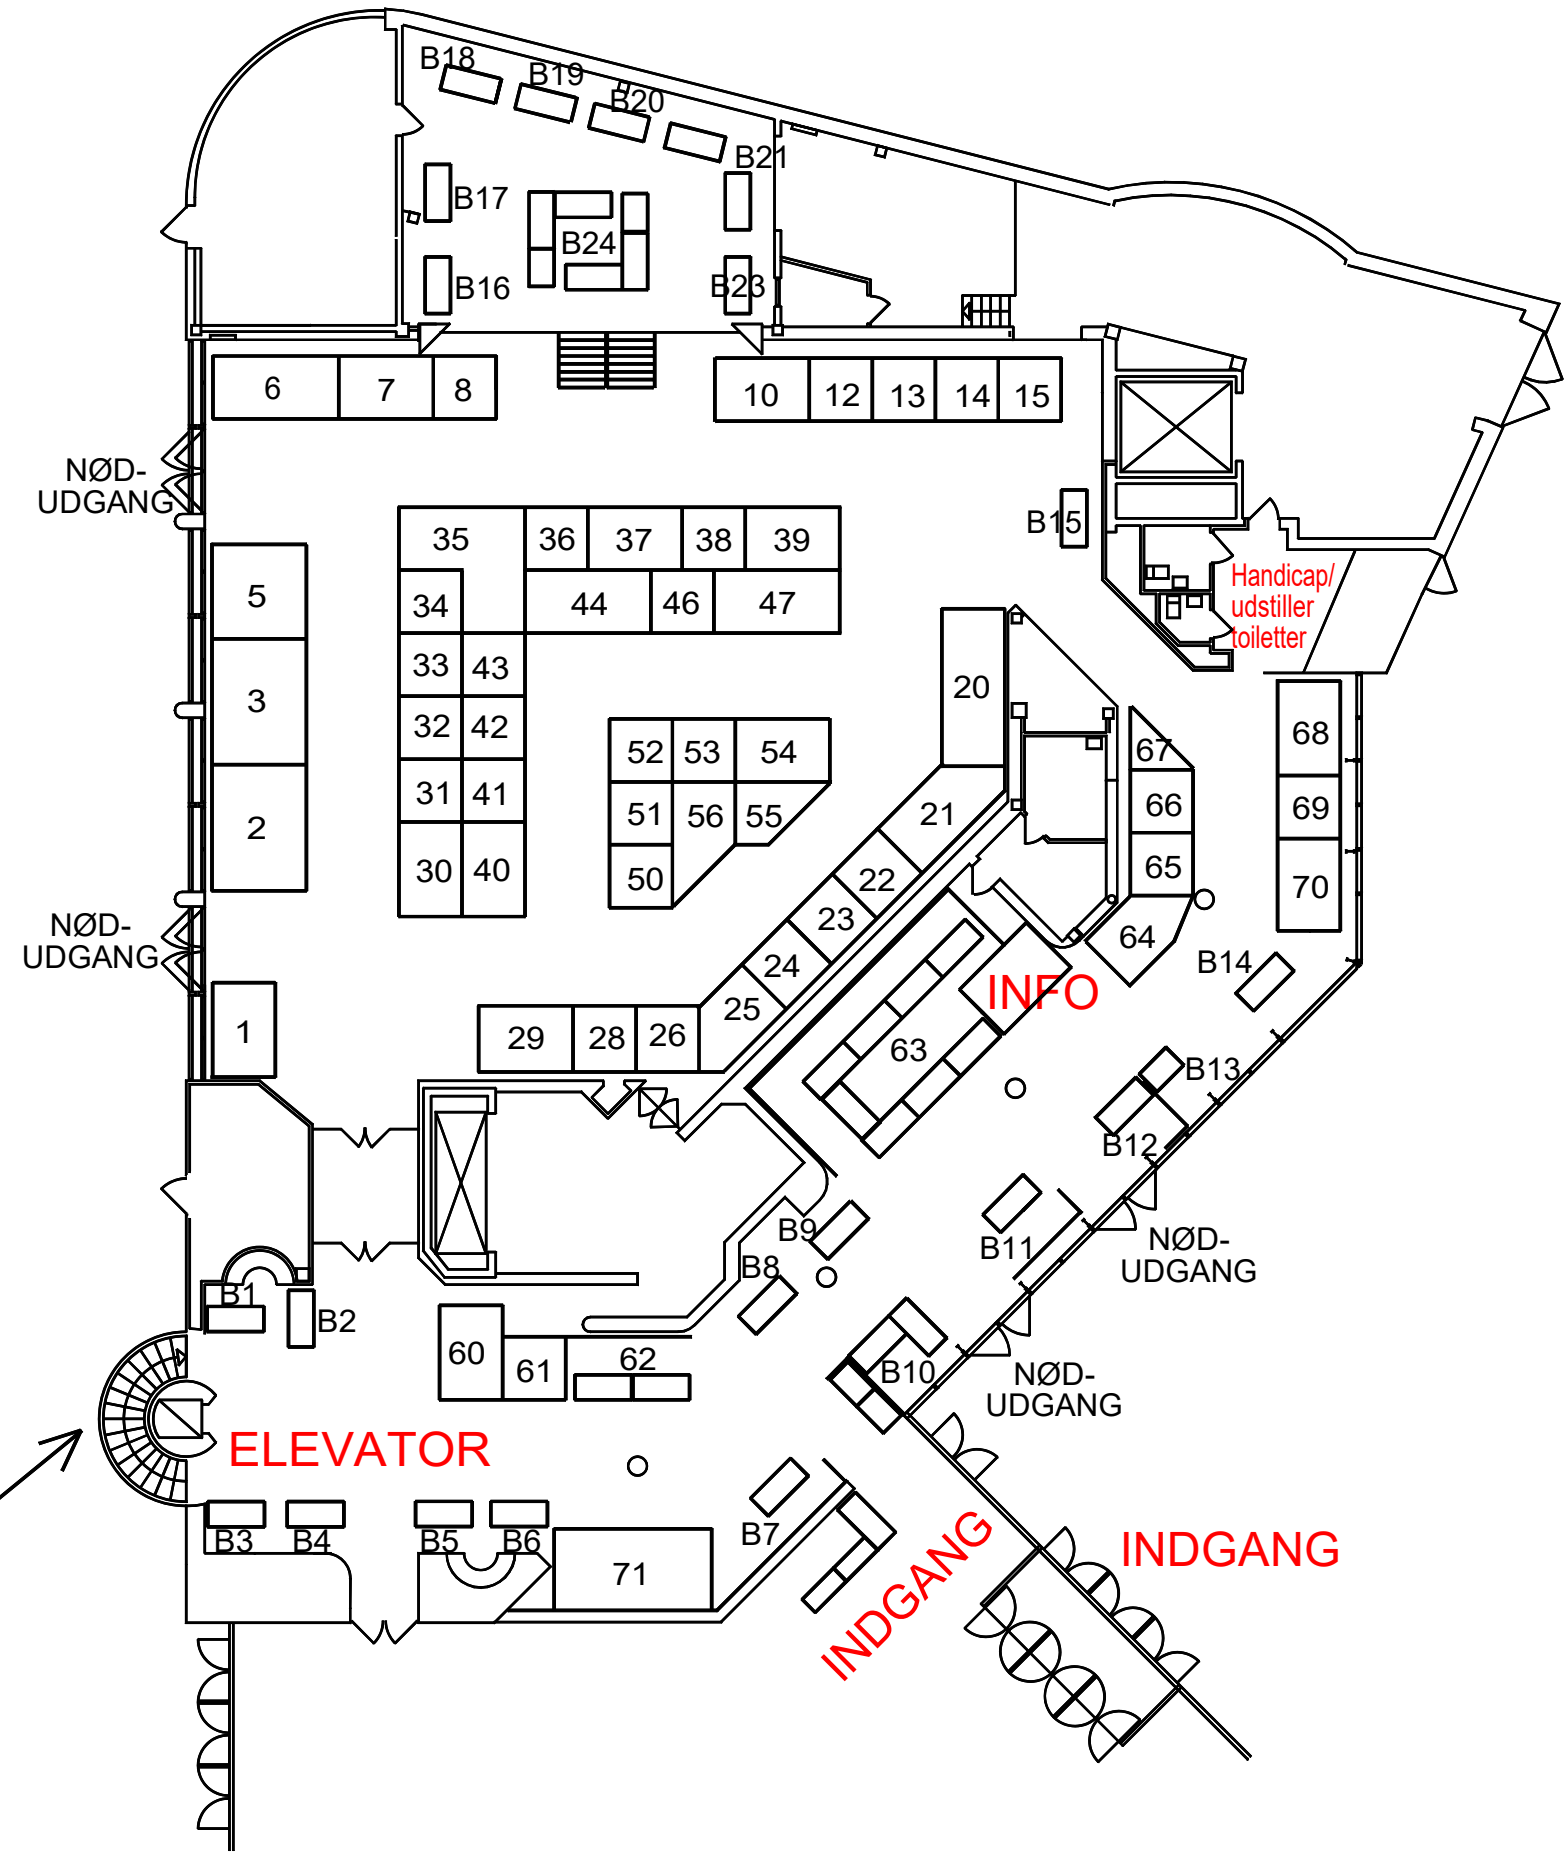 B18
B19
B20
B21
B17
B24
B16
B23
6
7
8
10
12
13
14
15
NØD-
UDGANG
35
36
37
38
39
B15
5
34
44
46
47
Handicap/
udstiller
toiletter
33
43
3
20
32
42
52
53
54
67
68
31
41
51
56
55
21
66
69
2
30
40
50
22
65
70
NØD-
UDGANG
23
64
24
B14
INFO
1
29
28
26
25
63
B13
B12
B9
B11
NØD-
UDGANG
B8
B1
B2
60
61
62
B10
NØD-
UDGANG
ELEVATOR
B3
B4
B5
B6
B7
71
INDGANG
INDGANG